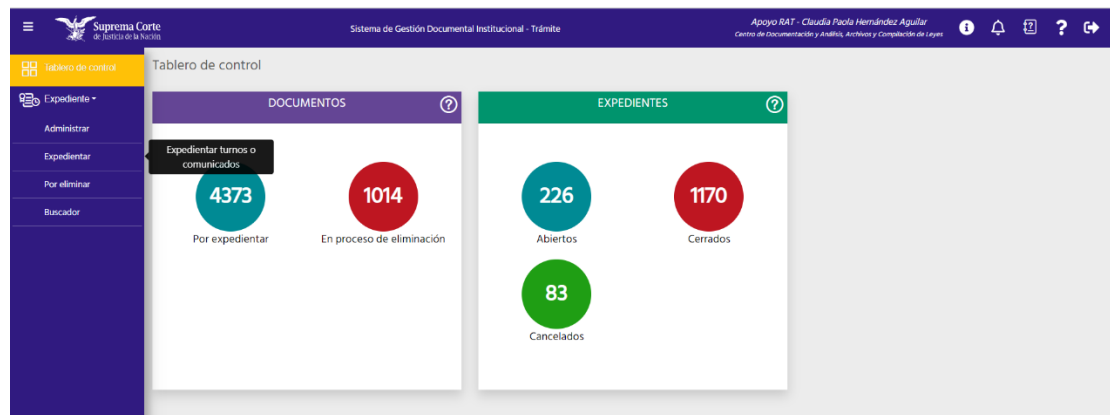 Suprema Corte
de Justicia de la Nación
Sistema de Gestión Documental Institucional - Trámite
Apoyo RAT - Claudia Paola Hernández Aguilar
Centro de Documentación y Análisis, Archivos y Compilación de Leyes
Tablero de control
Expediente
Administrar
Expedientar
Por eliminar
Buscador
Expedientar turnos o
comunicados
Tablero de control
DOCUMENTOS
4373
Por expedientar
1014
En proceso de eliminación
EXPEDIENTES
226
Abiertos
1170
Cerrados
83
Cancelados